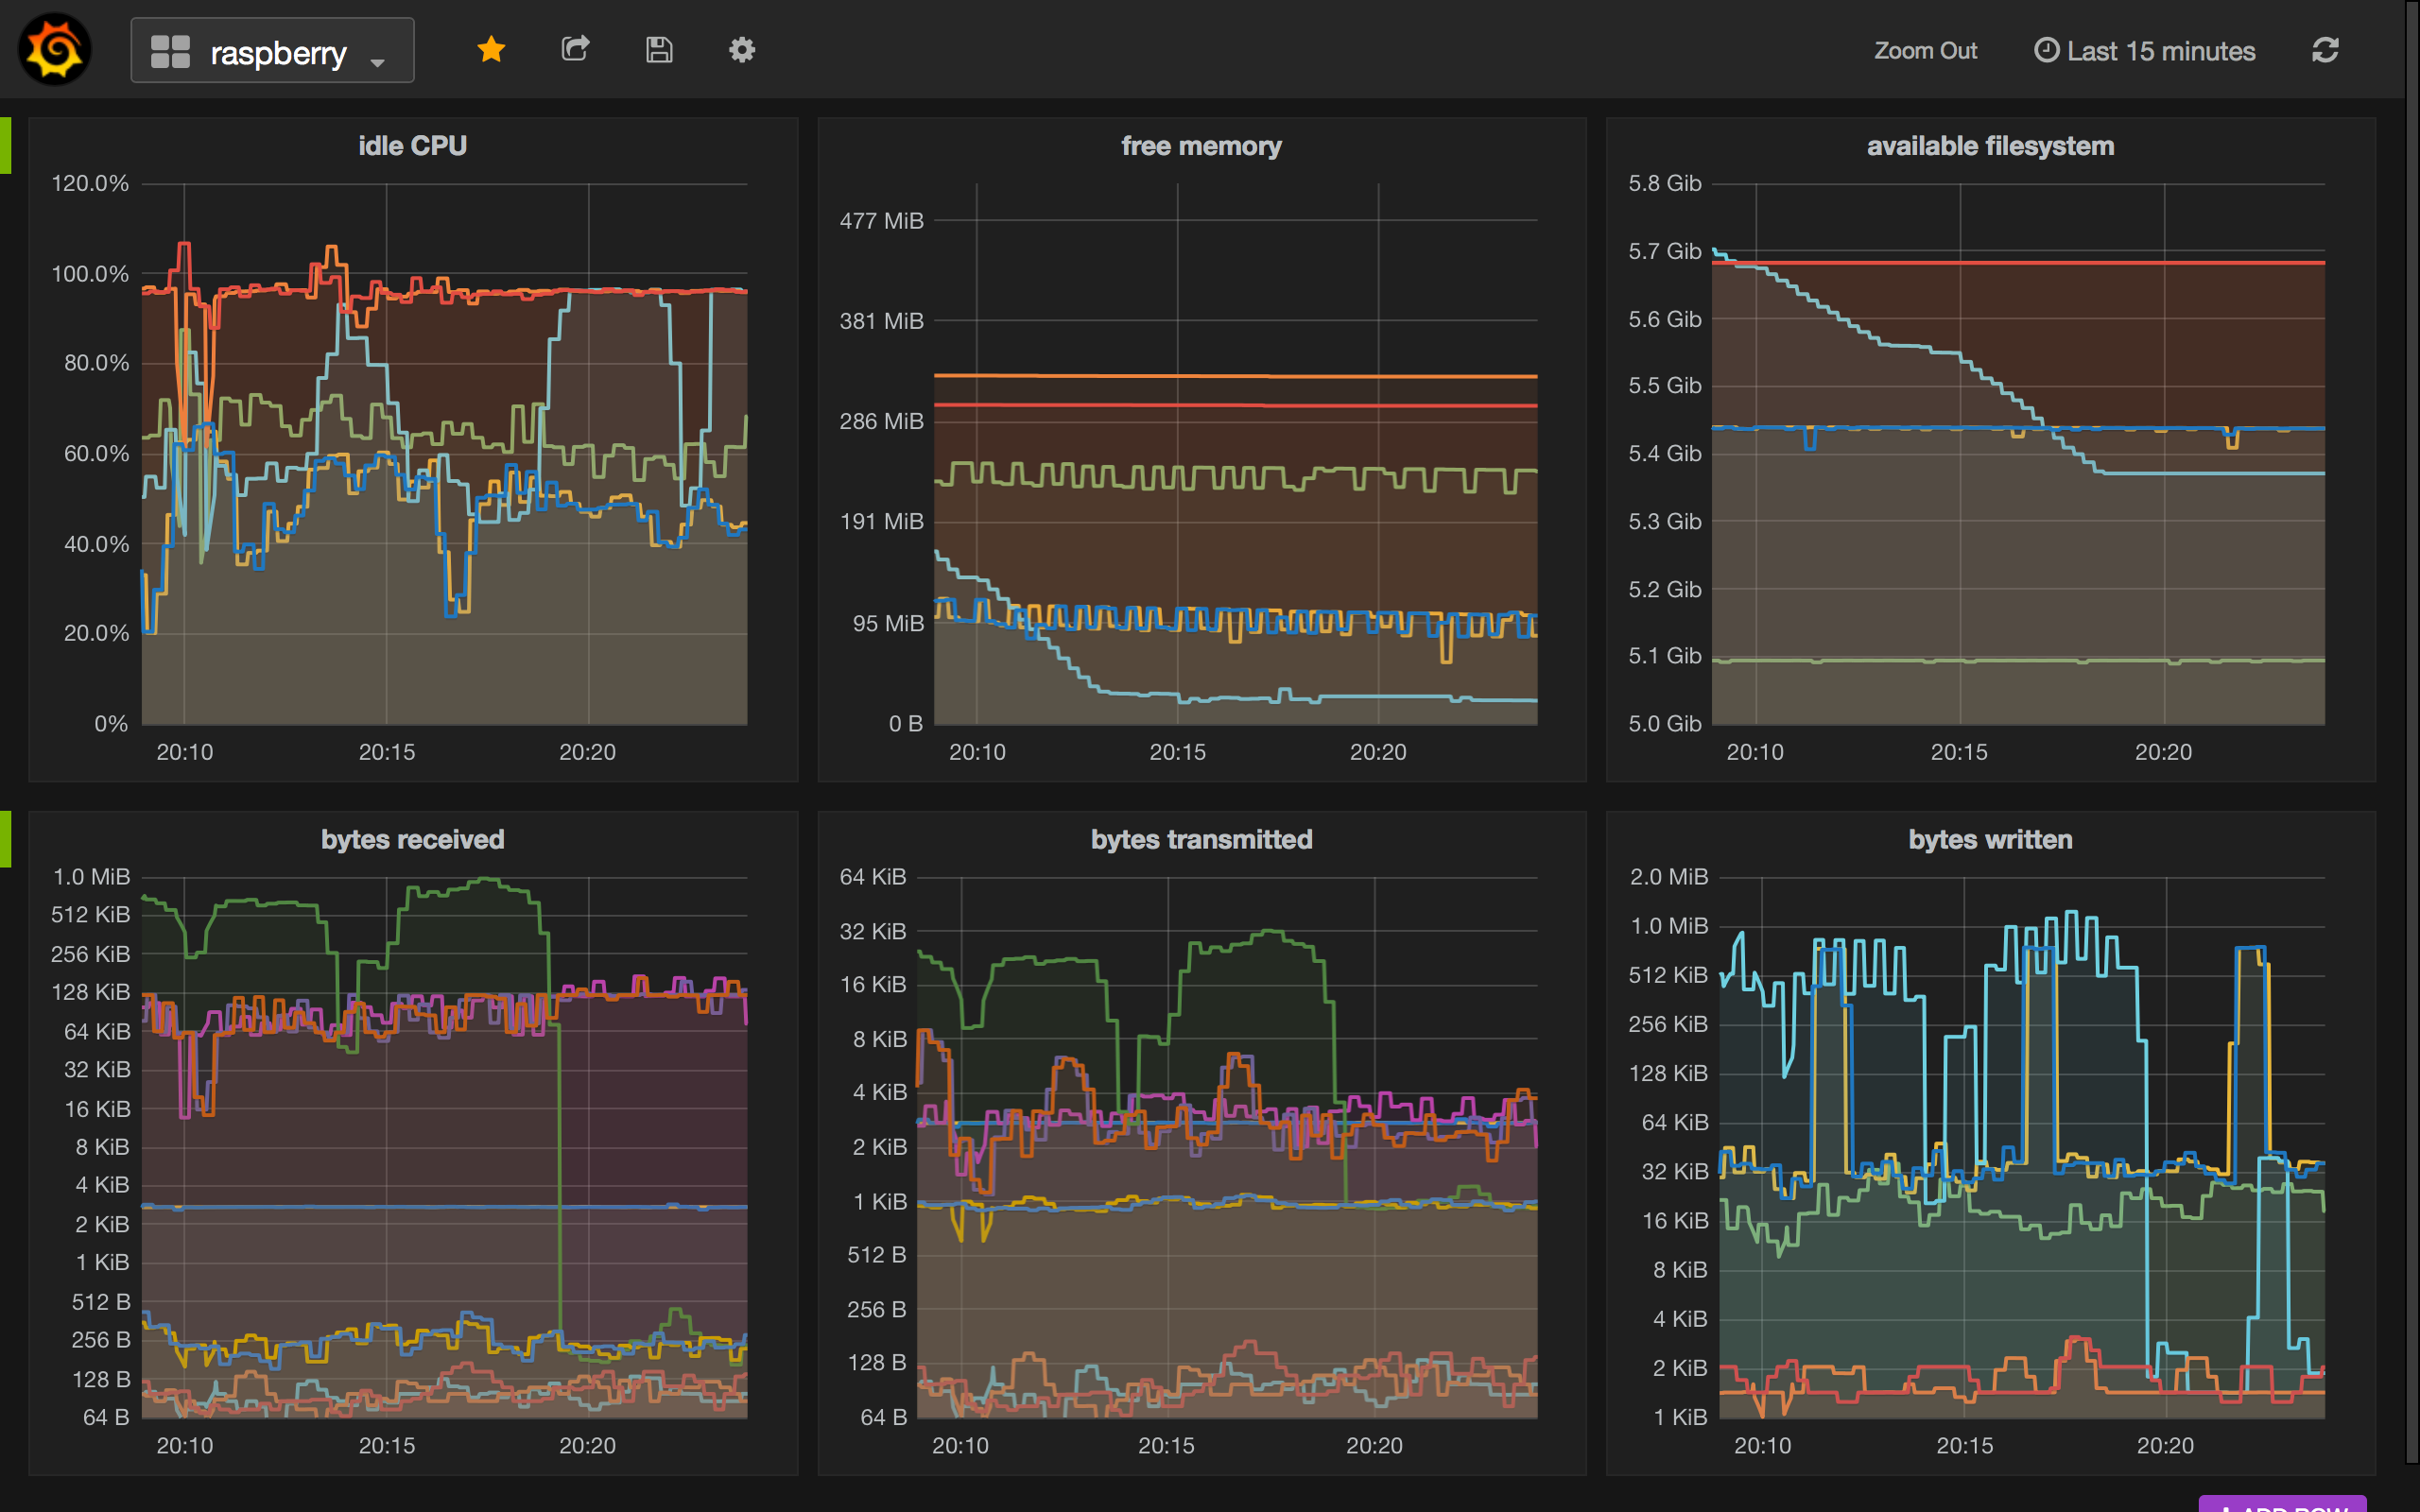 raspberry
Zoom Out
Last 15 minutes
idle CPU
120.0%
100.0%
80.0%
60.0%
40.0%
20.0%
0%
20:10 20:15 20:20
free memory
477 MiB
381 MiB
286 MiB
191 MiB
95 MiB
0 B
20:10 20:15 20:20
available filesystem
5.8 Gib
5.7 Gib
5.6 Gib
5.5 Gib
5.4 Gib
5.3 Gib
5.2 Gib
5.1 Gib
5.0 Gib
20:10 20:15 20:20
bytes received
1.0 MiB
512 KiB
256 KiB
128 KiB
64 KiB
32 KiB
16 KiB
8 KiB
4 KiB
2 KiB
1 KiB
512 B
256 B
128 B
64 B
20:10 20:15 20:20
bytes transmitted
64 KiB
32 KiB
16 KiB
8 KiB
4 KiB
2 KiB
1 KiB
512 B
256 B
128 B
64 B
20:10 20:15 20:20
bytes written
2.0 MiB
1.0 MiB
512 KiB
256 KiB
128 KiB
64 KiB
32 KiB
16 KiB
8 KiB
4 KiB
2 KiB
1 KiB
20:10 20:15 20:20
ADD ROW